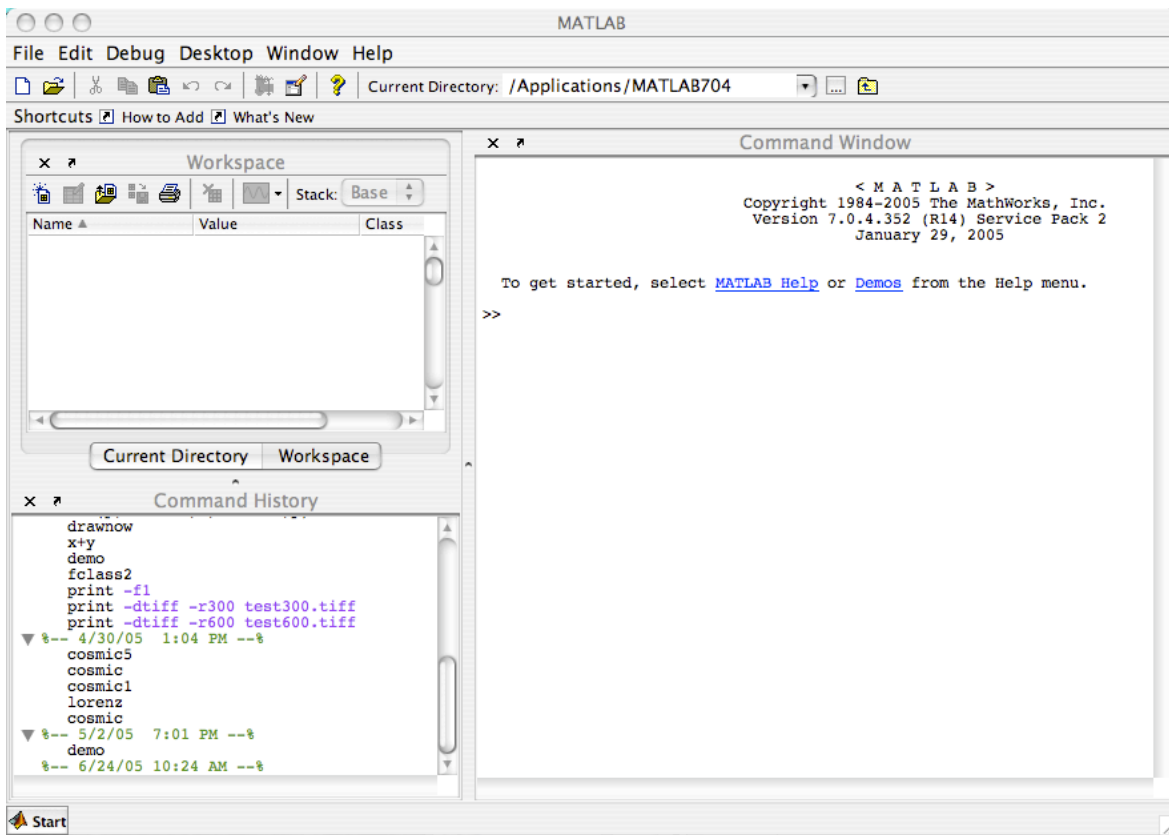 MATLAB
File Edit Debug Desktop Window Help
Current Directory: /Applications/MATLAB704 ...
Shortcuts How to Add What's New
Workspace
Stack: Base
Name Value Class
Current Directory Workspace
Command History
drawnow
x+y
demo
fclass2
print -f1
print -dtiff -r300 test300.tiff
print -dtiff -r600 test600.tiff
%-- 4/30/05 1:04 PM --%
cosmic5
cosmic
cosmic1
lorenz
cosmic
%-- 5/2/05 7:01 PM --%
demo
%-- 6/24/05 10:24 AM --%
Command Window
< M A T L A B >
Copyright 1984-2005 The MathWorks, Inc.
Version 7.0.4.352 (R14) Service Pack 2
January 29, 2005
To get started, select MATLAB Help or Demos from the Help menu.
>>
Start